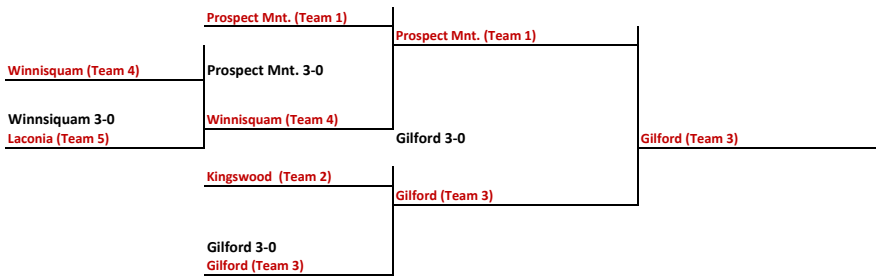 Prospect Mnt. (Team 1)
Prospect Mnt. (Team 1)
Winnisquam (Team 4)
Prospect Mnt. 3-0
Winnsiquam 3-0
Winnisquam (Team 4)
Laconia (Team 5)
Gilford 3-0
Gilford (Team 3)
Kingswood  (Team 2)
Gilford (Team 3)
Gilford 3-0
Gilford (Team 3)